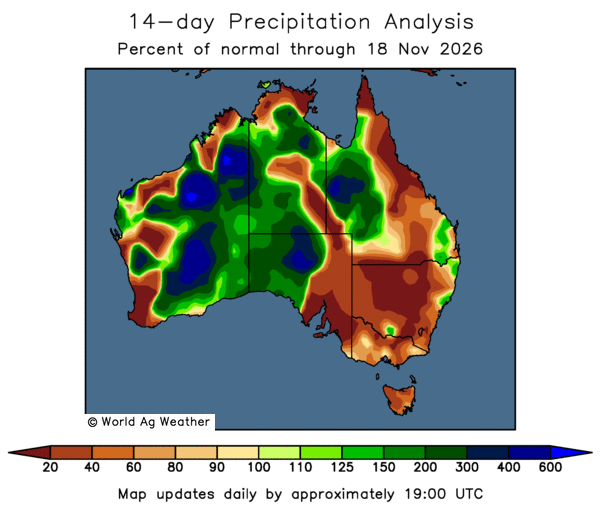 14-day Precipitation Analysis
Percent of normal through 18 Nov 2026
© World Ag Weather
20 40 60 80 90 100 110 125 150 200 300 400 600
Map updates daily by approximately 19:00 UTC